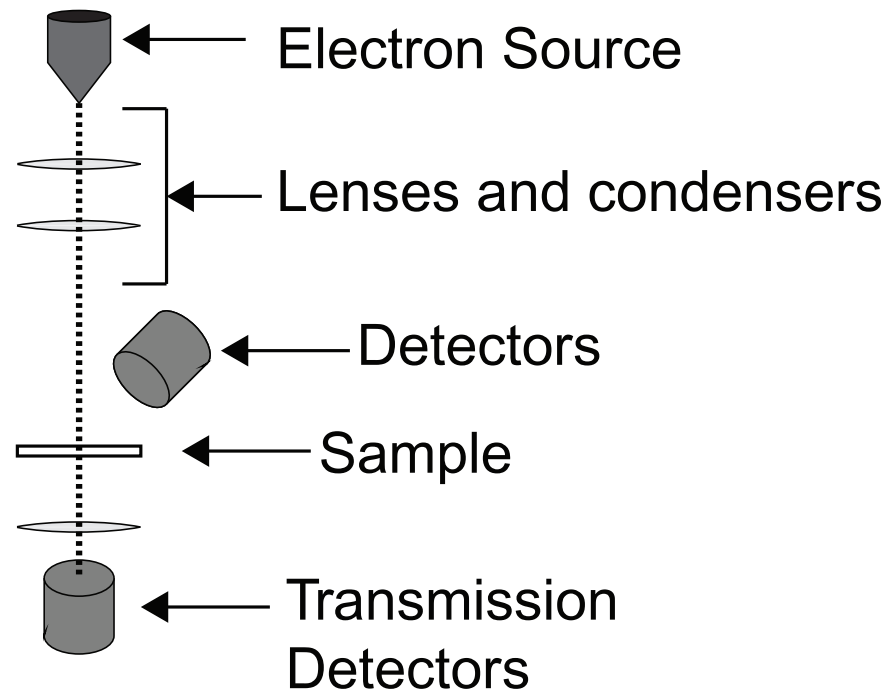 Electron Source
Lenses and condensers
Detectors
Sample
Transmission
Detectors